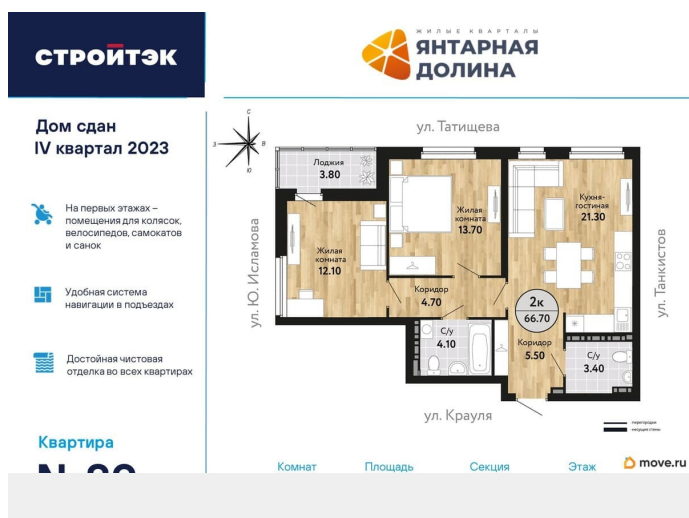 СТРОЙТЭК
ЖИЛЫЕ КВАРТАЛЫ
ЯНТАРНАЯ
ДОЛИНА
Дом сдан
IV квартал 2023
На первых этажах –
помещения для колясок,
велосипедов, самокатов
и санок
Удобная система
навигации в подъездах
Достойная чистовая
отделка во всех квартирах
Квартира
С
З
В
Ю
ул. Татищева
ул. Ю. Исламова
ул. Танкистов
ул. Крауля
Лоджия
3.80
Жилая
комната
13.70
Кухня-
гостиная
21.30
Жилая
комната
12.10
Коридор
4.70
2к
66.70
С/у
4.10
Коридор
5.50
С/у
3.40
перегородки
несущие стены
Комнат
Площадь
Секция
Этаж
move.ru